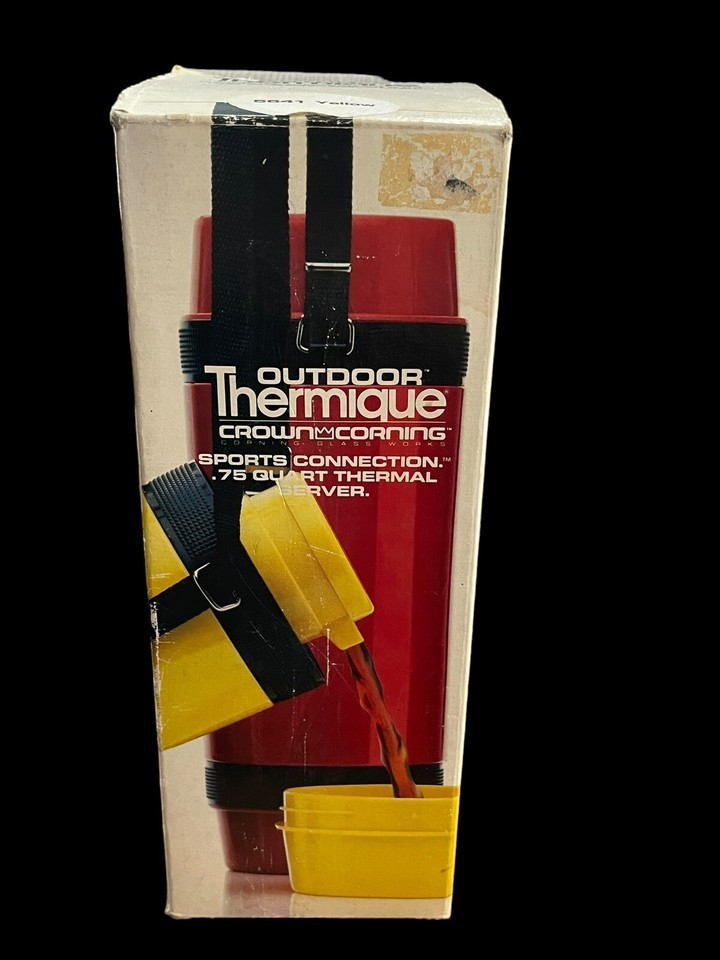 5641 Yellow
OUTDOOR™
Thermique
CROWN CORNING™
CORNING GLASS WORKS
SPORTS CONNECTION.™
.75 QUART THERMAL
SERVER.